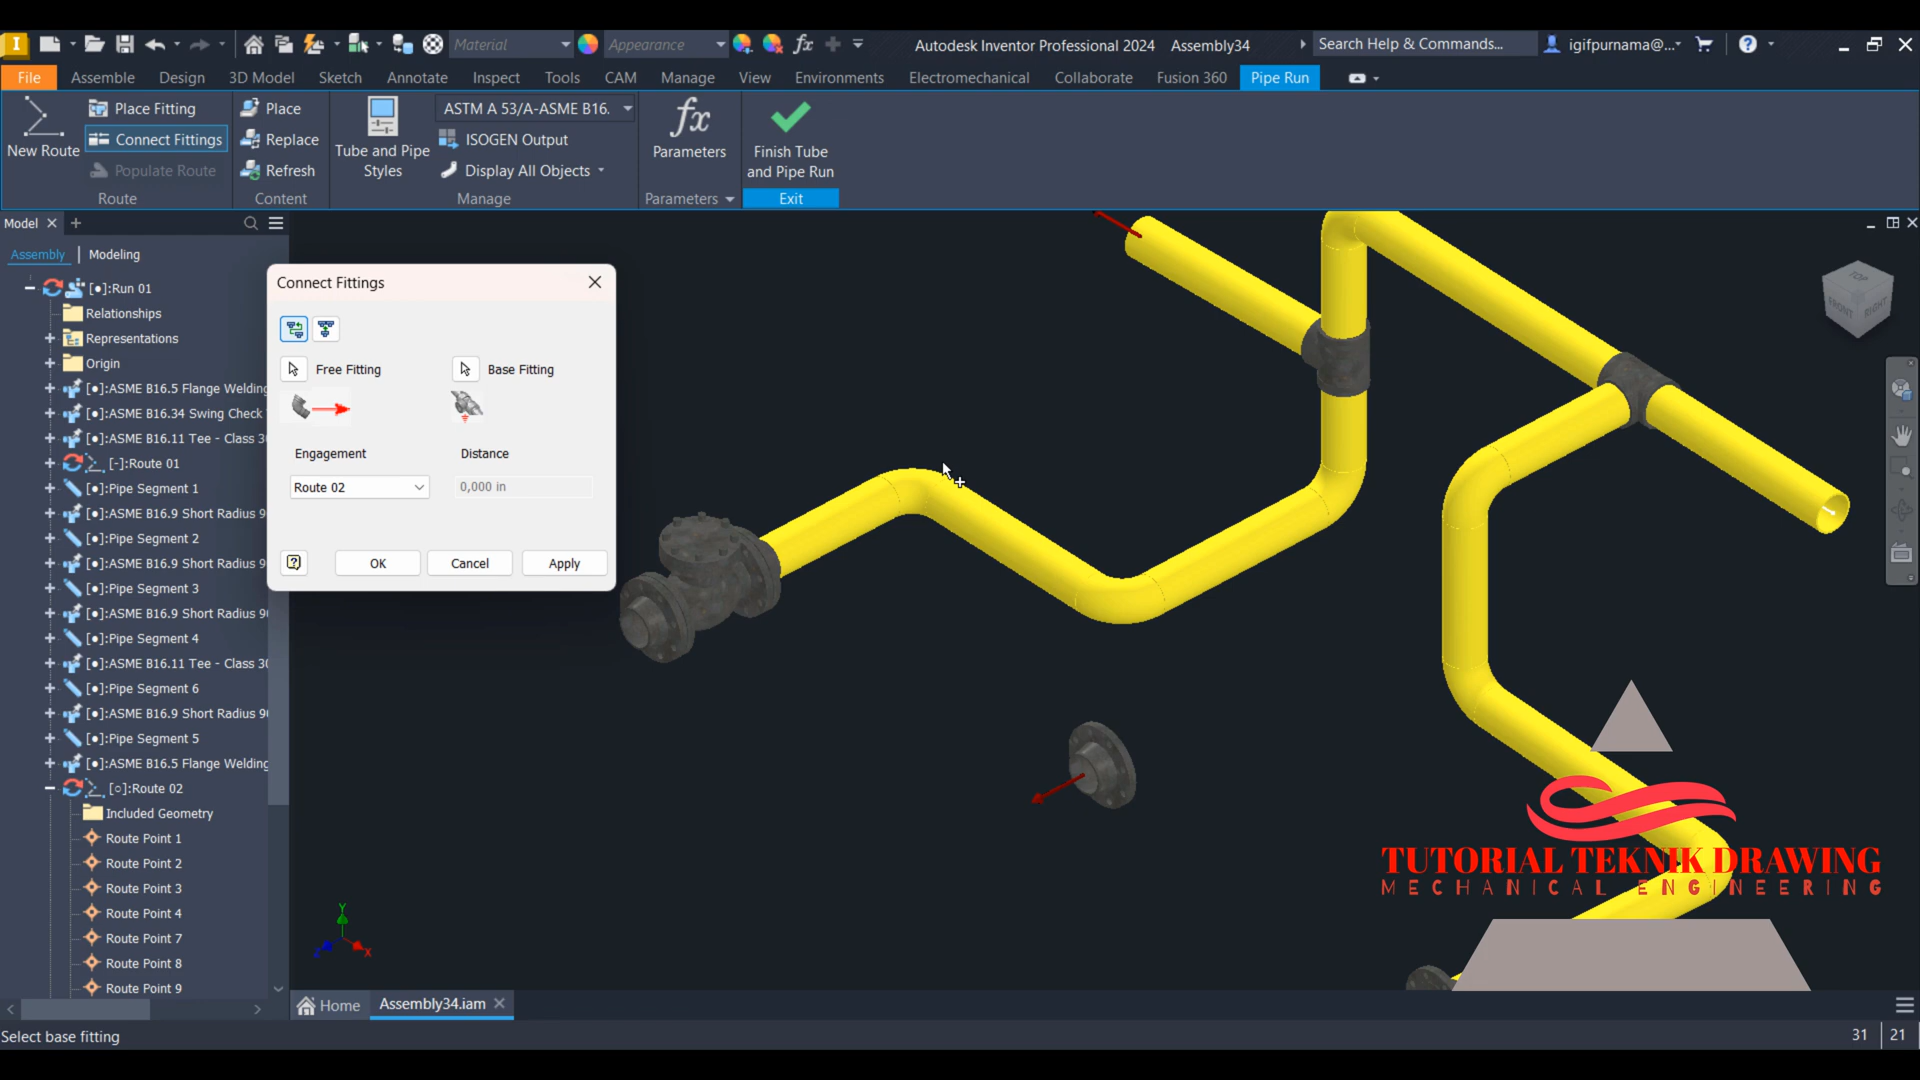 Material
Appearance
Autodesk Inventor Professional 2024 Assembly34
Search Help & Commands...
igifpurnama@...
File Assemble Design 3D Model Sketch Annotate Inspect Tools CAM Manage View Environments Electromechanical Collaborate Fusion 360 Pipe Run
New Route
Place Fitting
Connect Fittings
Populate Route
Route
Place
Replace
Refresh
Content
Tube and Pipe
Styles
ASTM A 53/A-ASME B16.
ISOGEN Output
Display All Objects
Manage
fx
Parameters
Parameters
Finish Tube
and Pipe Run
Exit
Model
Assembly | Modeling
[●]:Run 01
Relationships
Representations
Origin
[●]:ASME B16.5 Flange Welding
[●]:ASME B16.34 Swing Check
[●]:ASME B16.11 Tee - Class 30
[-]:Route 01
[●]:Pipe Segment 1
[●]:ASME B16.9 Short Radius 9
[●]:Pipe Segment 2
[●]:ASME B16.9 Short Radius 9
[●]:Pipe Segment 3
[●]:ASME B16.9 Short Radius 90
[●]:Pipe Segment 4
[●]:ASME B16.11 Tee - Class 30
[●]:Pipe Segment 6
[●]:ASME B16.9 Short Radius 90
[●]:Pipe Segment 5
[●]:ASME B16.5 Flange Welding
[○]:Route 02
Included Geometry
Route Point 1
Route Point 2
Route Point 3
Route Point 4
Route Point 7
Route Point 8
Route Point 9
Connect Fittings
Free Fitting
Base Fitting
Engagement
Distance
Route 02
0,000 in
OK
Cancel
Apply
TOP
FRONT
RIGHT
Y
Z
X
TUTORIAL TEKNIK DRAWING
MECHANICAL ENGINEERING
Home
Assembly34.iam
Select base fitting
31
21